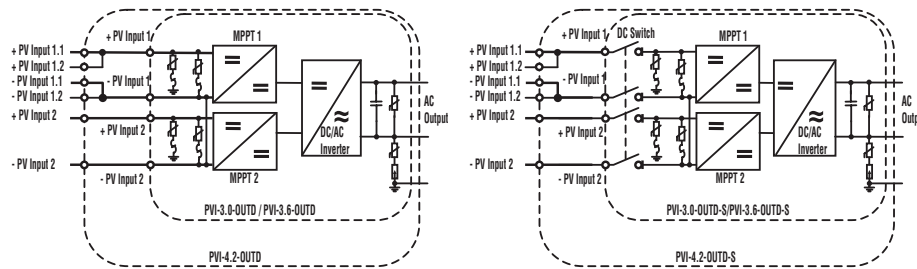 + PV Input 1
MPPT 1
+ PV Input 1.1
+ PV Input 1.2
- PV Input 1.1
- PV Input 1
- PV Input 1.2
+ PV Input 2
+ PV Input 2
- PV Input 2
- PV Input 2
DC/AC
Inverter
MPPT 2
AC
Output
PVI-3.0-OUTD / PVI-3.6-OUTD
PVI-4.2-OUTD
+ PV Input 1
DC Switch
MPPT 1
+ PV Input 1.1
+ PV Input 1.2
- PV Input 1.1
- PV Input 1
- PV Input 1.2
+ PV Input 2
+ PV Input 2
- PV Input 2
- PV Input 2
DC/AC
Inverter
MPPT 2
AC
Outp
PVI-3.0-OUTD-S/PVI-3.6-OUTD-S
PVI-4.2-OUTD-S